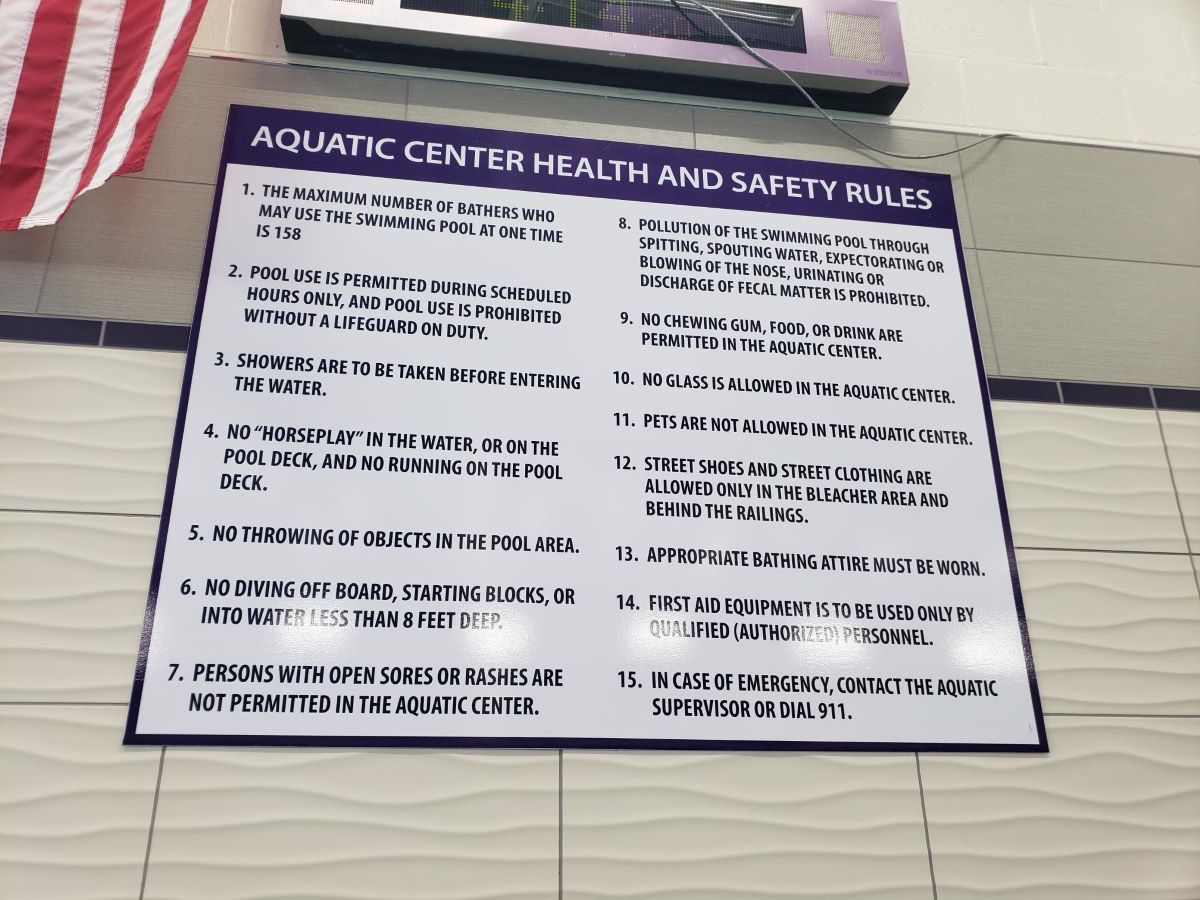 AQUATIC CENTER HEALTH AND SAFETY RULES
1. THE MAXIMUM NUMBER OF BATHERS WHO
MAY USE THE SWIMMING POOL AT ONE TIME
IS 158
2. POOL USE IS PERMITTED DURING SCHEDULED
HOURS ONLY, AND POOL USE IS PROHIBITED
WITHOUT A LIFEGUARD ON DUTY.
3. SHOWERS ARE TO BE TAKEN BEFORE ENTERING
THE WATER.
4. NO “HORSEPLAY” IN THE WATER, OR ON THE
POOL DECK, AND NO RUNNING ON THE POOL
DECK.
5. NO THROWING OF OBJECTS IN THE POOL AREA.
6. NO DIVING OFF BOARD, STARTING BLOCKS, OR
INTO WATER LESS THAN 8 FEET DEEP.
7. PERSONS WITH OPEN SORES OR RASHES ARE
NOT PERMITTED IN THE AQUATIC CENTER.
8. POLLUTION OF THE SWIMMING POOL THROUGH
SPITTING, SPOUTING WATER, EXPECTORATING OR
BLOWING OF THE NOSE, URINATING OR
DISCHARGE OF FECAL MATTER IS PROHIBITED.
9. NO CHEWING GUM, FOOD, OR DRINK ARE
PERMITTED IN THE AQUATIC CENTER.
10. NO GLASS IS ALLOWED IN THE AQUATIC CENTER.
11. PETS ARE NOT ALLOWED IN THE AQUATIC CENTER.
12. STREET SHOES AND STREET CLOTHING ARE
ALLOWED ONLY IN THE BLEACHER AREA AND
BEHIND THE RAILINGS.
13. APPROPRIATE BATHING ATTIRE MUST BE WORN.
14. FIRST AID EQUIPMENT IS TO BE USED ONLY BY
QUALIFIED (AUTHORIZED) PERSONNEL.
15. IN CASE OF EMERGENCY, CONTACT THE AQUATIC
SUPERVISOR OR DIAL 911.